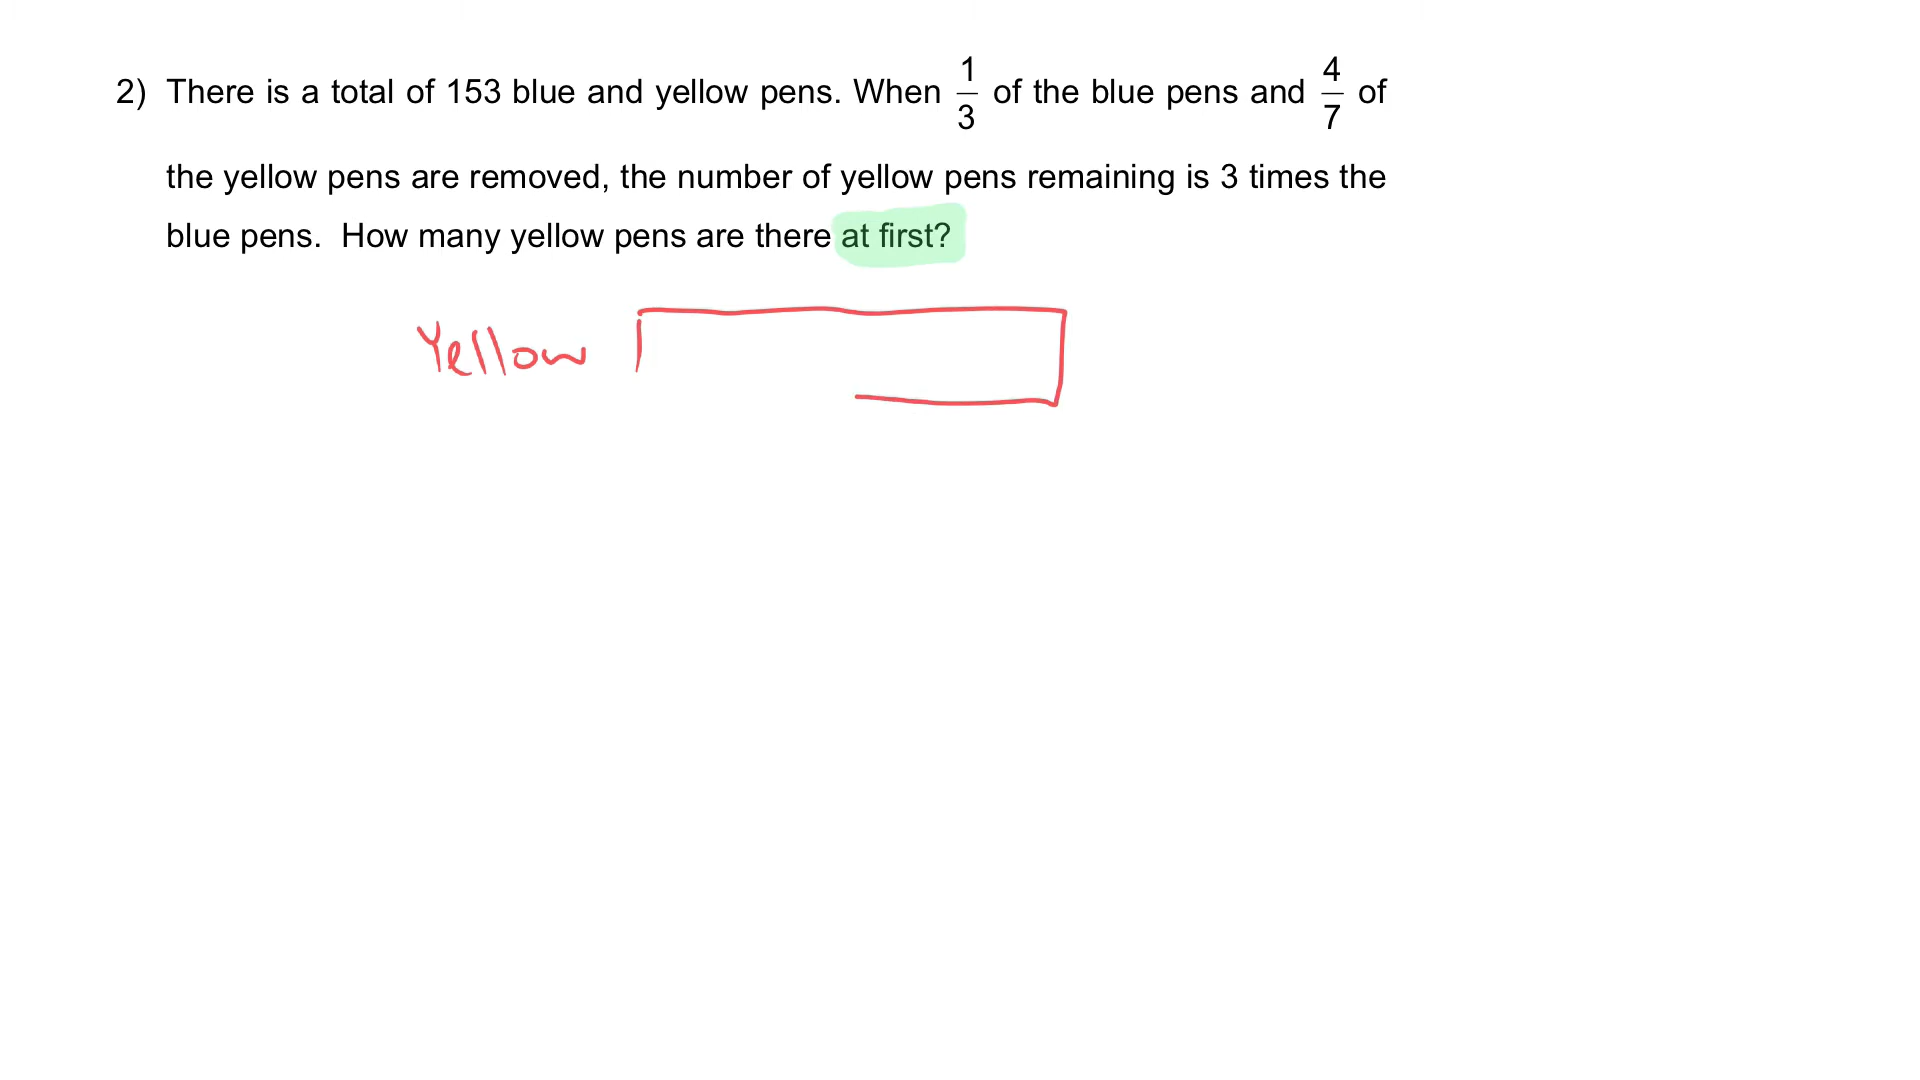 2) There is a total of 153 blue and yellow pens. When 1/3 of the blue pens and 4/7 of
the yellow pens are removed, the number of yellow pens remaining is 3 times the
blue pens. How many yellow pens are there at first?
Yellow